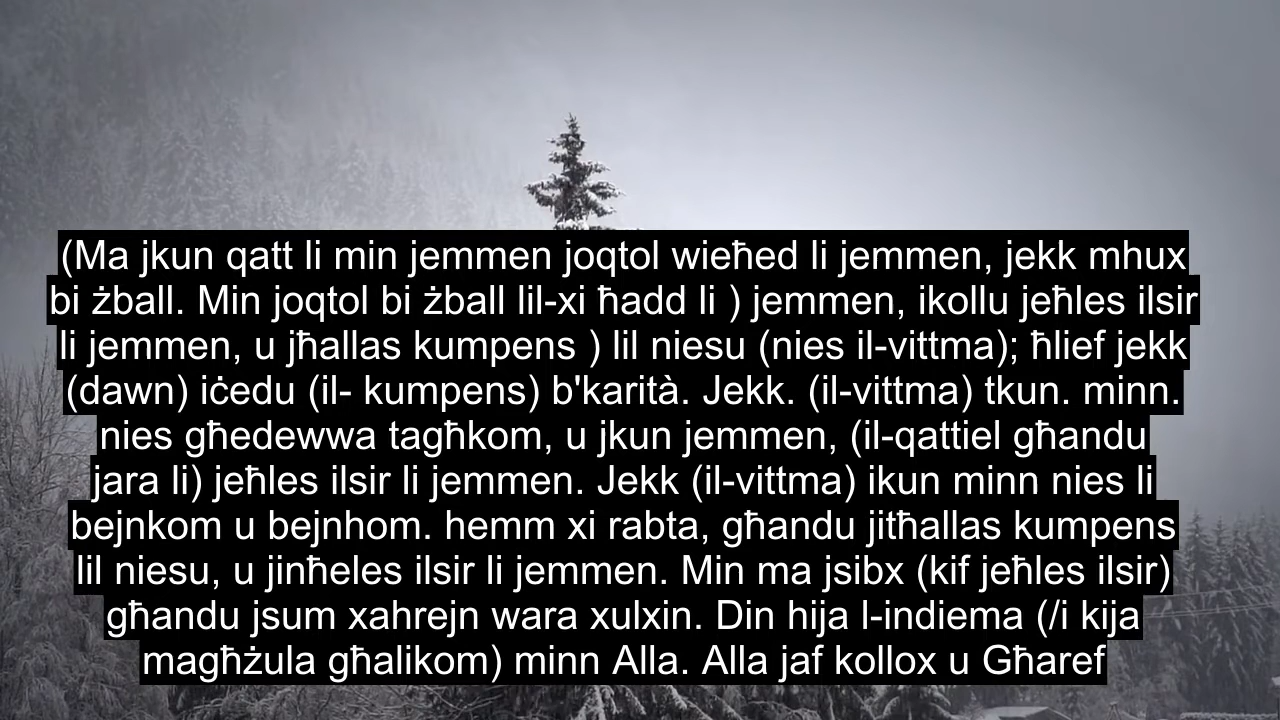 (Ma jkun qatt li min jemmen joqtol wieħed li jemmen, jekk mhux
bi żball. Min joqtol bi żball lil-xi ħadd li ) jemmen, ikollu jeħles ilsir
li jemmen, u jħallas kumpens ) lil niesu (nies il-vittma); ħlief jekk
(dawn) iċedu (il- kumpens) b'karità. Jekk. (il-vittma) tkun. minn.
nies għedewwa tagħkom, u jkun jemmen, (il-qattiel għandu
jara li) jeħles ilsir li jemmen. Jekk (il-vittma) ikun minn nies li
bejnkom u bejnhom. hemm xi rabta, għandu jitħallas kumpens
lil niesu, u jinħeles ilsir li jemmen. Min ma jsibx (kif jeħles ilsir)
għandu jsum xahrejn wara xulxin. Din hija l-indiema (/i kija
magħżula għalikom) minn Alla. Alla jaf kollox u Għaref